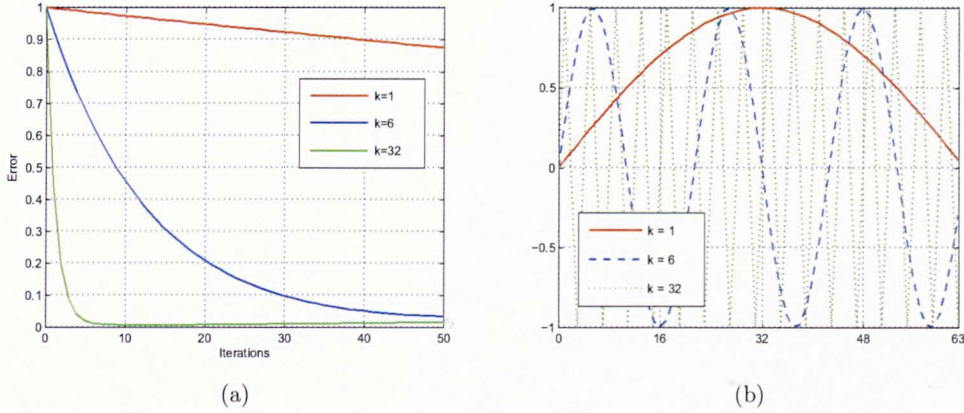 1
0.9
0.8
0.7
0.6
0.5
0.4
0.3
0.2
0.1
0
Error
k=1
k=6
k=32
0 10 20 30 40 50
Iterations
(a)
1
0.5
0
−0.5
−1
k = 1
k = 6
k = 32
0 16 32 48 63
(b)